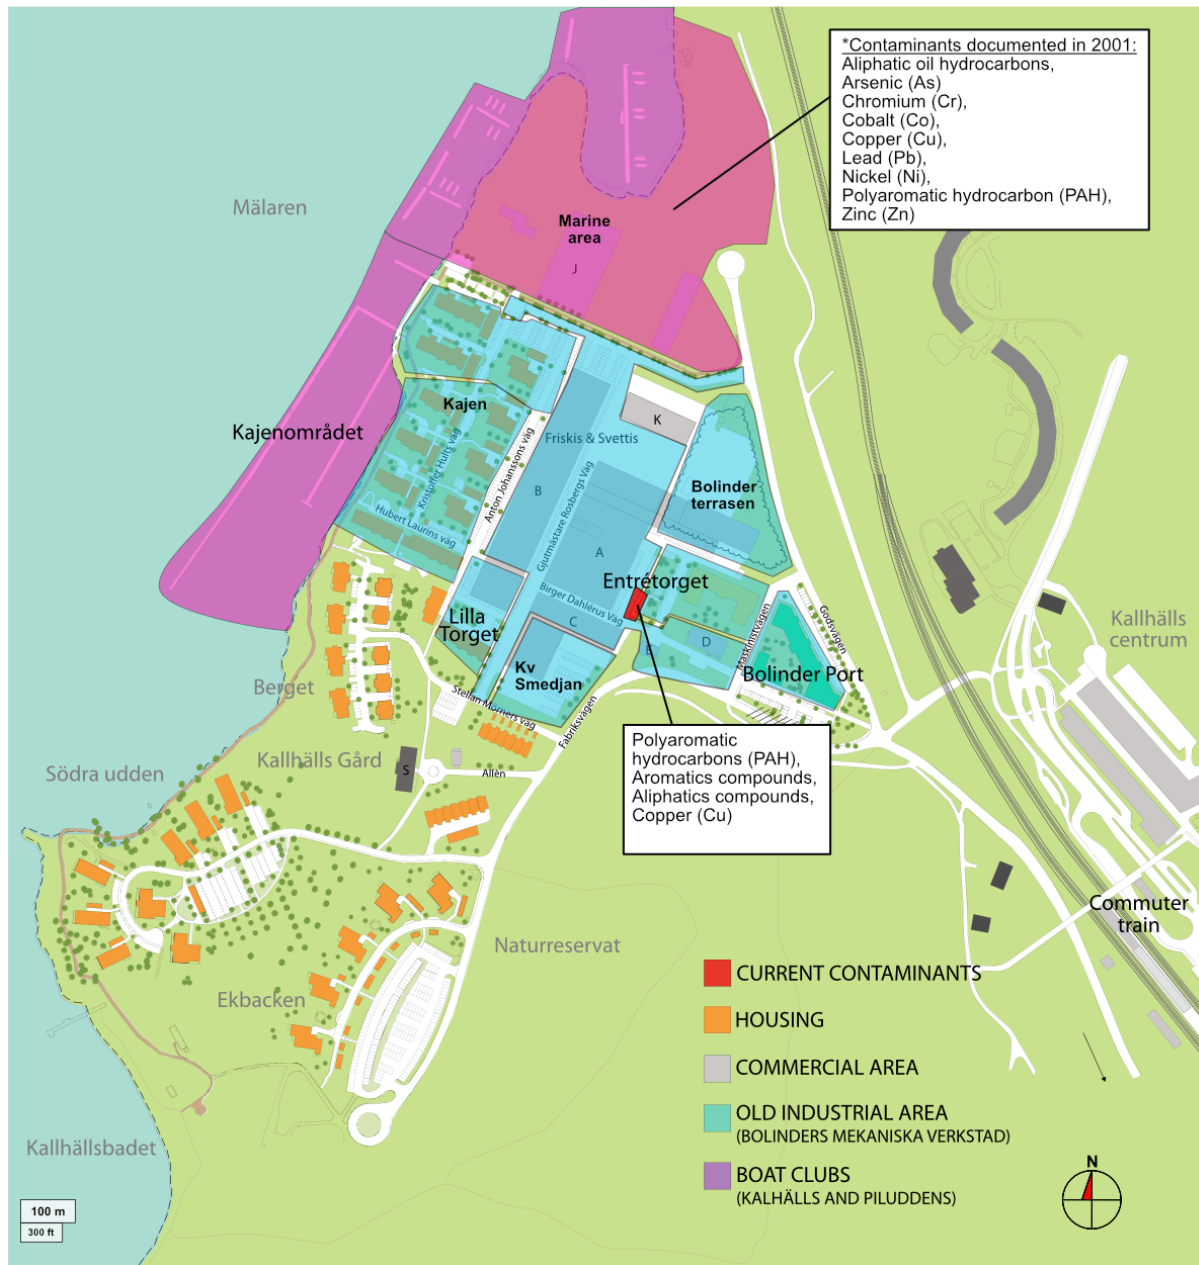 *Contaminants documented in 2001:
Aliphatic oil hydrocarbons,
Arsenic (As)
Chromium (Cr),
Cobalt (Co),
Copper (Cu),
Lead (Pb),
Nickel (Ni),
Polyaromatic hydrocarbon (PAH),
Zinc (Zn)
Mälaren
Marine
area
J
Kajen
Kajenområdet
K
Friskis & Svettis
Anton Johanssons väg
Kristoffer Hults väg
Hubert Laurins väg
B
Gjutmästare Rosbergs Väg
Bolinder
terrasen
A
Entrétorget
Birger Dahlérus Väg
C
Lilla
Torget
D
E
Maskinistvägen
Godsvägen
Kallhälls
centrum
Kv
Smedjan
Bolinder Port
Berget
Stellan Mörners väg
Fabriksvägen
Polyaromatic
hydrocarbons (PAH),
Aromatics compounds,
Aliphatics compounds,
Copper (Cu)
Kallhälls Gård
S
Allén
Södra udden
Commuter
train
Naturreservat
Ekbacken
CURRENT CONTAMINANTS
HOUSING
COMMERCIAL AREA
OLD INDUSTRIAL AREA
(BOLINDERS MEKANISKA VERKSTAD)
BOAT CLUBS
(KALHÄLLS AND PILUDDENS)
Kallhällsbadet
N
100 m
300 ft